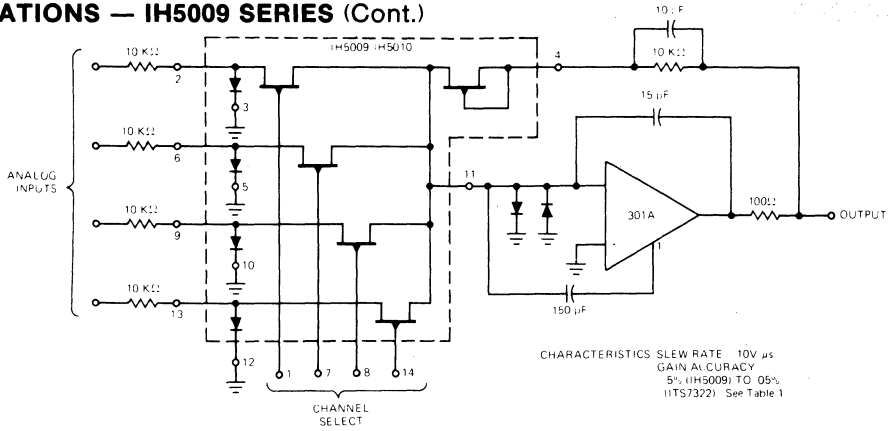 ATIONS — IH5009 SERIES (Cont.)
IH5009 IH5010
10 pF
10 KΩ
10 KΩ
2
3
4
15 pF
10 KΩ
6
5
ANALOG
INPUTS
11
301A
100Ω
OUTPUT
10 KΩ
9
10
1
150 pF
10 KΩ
13
12
1
7
8
14
CHANNEL
SELECT
CHARACTERISTICS SLEW RATE 10V µs
GAIN ACCURACY
5% (IH5009) TO 05%
(ITS7322) See Table 1